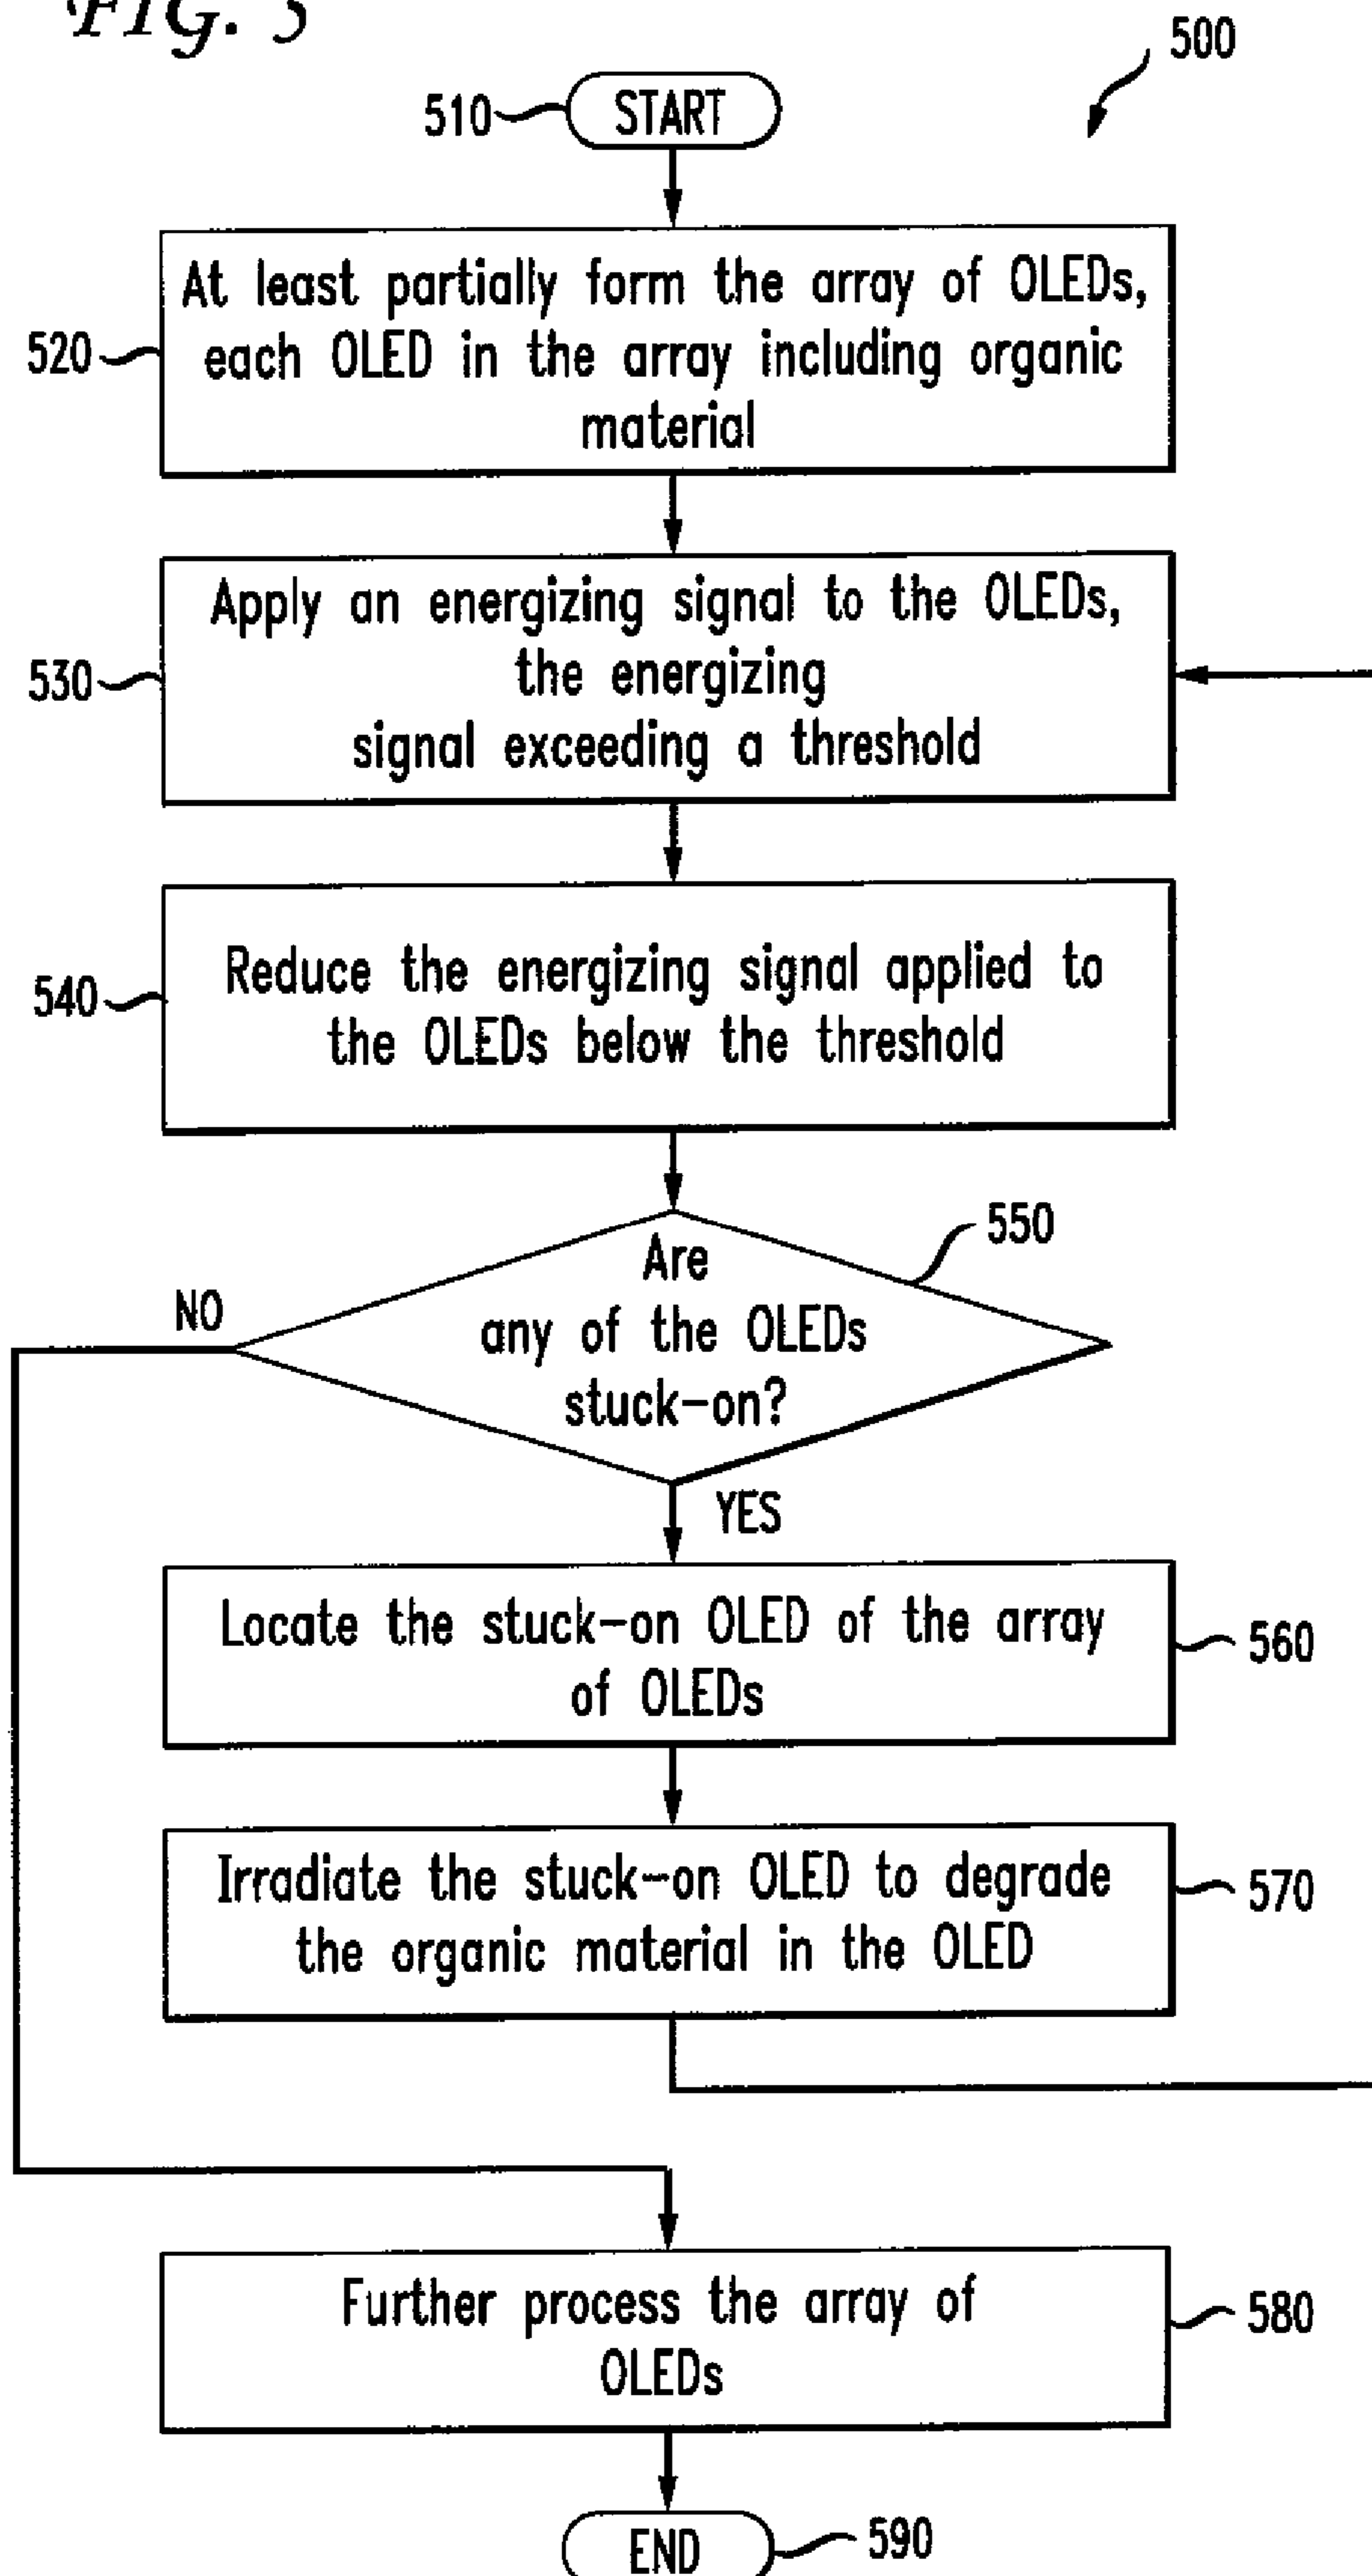 FIG. 5
500
510
START
520
At least partially form the array of OLEDs,
each OLED in the array including organic
material
530
Apply an energizing signal to the OLEDs,
the energizing
signal exceeding a threshold
540
Reduce the energizing signal applied to
the OLEDs below the threshold
550
Are
any of the OLEDs
stuck-on?
NO
YES
Locate the stuck-on OLED of the array
of OLEDs
560
Irradiate the stuck-on OLED to degrade
the organic material in the OLED
570
Further process the array of
OLEDs
580
END
590